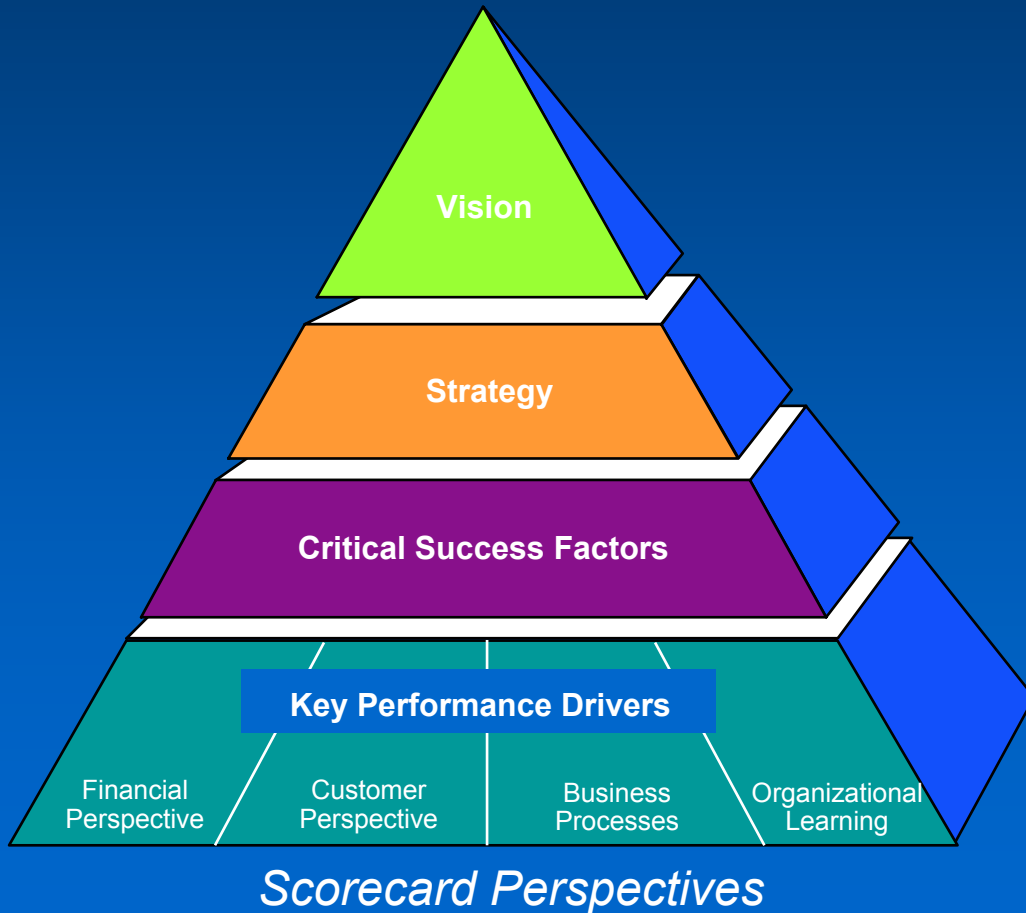 Vision
Strategy
Critical Success Factors
Key Performance Drivers
Financial
Perspective
Customer
Perspective
Business
Processes
Organizational
Learning
Scorecard Perspectives